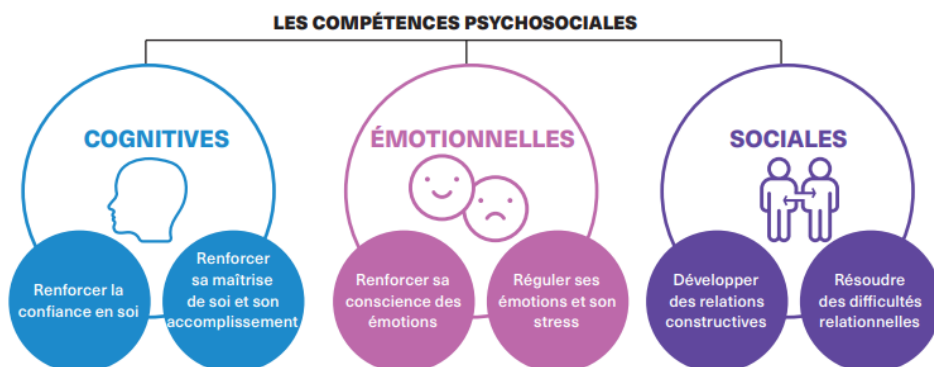 LES COMPÉTENCES PSYCHOSOCIALES
COGNITIVES
Renforcer la
confiance en soi
Renforcer
sa maîtrise
de soi et son
accomplissement
ÉMOTIONNELLES
Renforcer sa
conscience des
émotions
Réguler ses
émotions et son
stress
SOCIALES
Développer
des relations
constructives
Résoudre
des difficultés
relationnelles